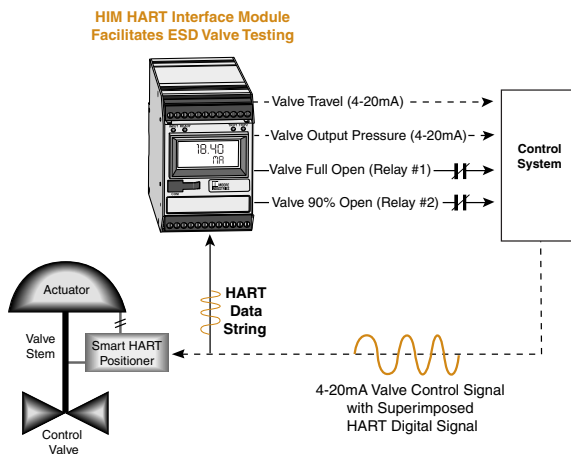 HIM HART Interface Module
Facilitates ESD Valve Testing
Valve Travel (4-20mA)
Valve Output Pressure (4-20mA)
18.40
MA
Valve Full Open (Relay #1)
Valve 90% Open (Relay #2)
Control
System
HART
Data
String
Actuator
Valve
Stem
Smart HART
Positioner
Control
Valve
4-20mA Valve Control Signal
with Superimposed
HART Digital Signal